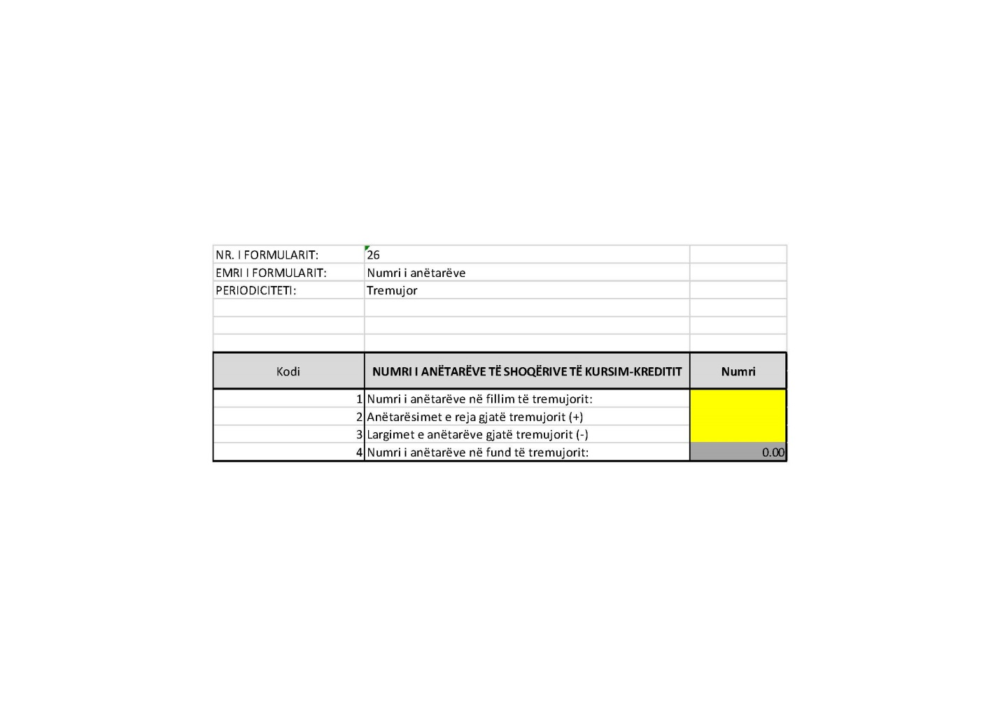 NR. I FORMULARIT: 26
EMRI I FORMULARIT: Numri i anëtarëve
PERIODICITETI: Tremujor
Kodi NUMRI I ANËTARËVE TË SHOQËRIVE TË KURSIM-KREDITIT Numri
1 Numri i anëtarëve në fillim të tremujorit:
2 Anëtarësimet e reja gjatë tremujorit (+)
3 Largimet e anëtarëve gjatë tremujorit (-)
4 Numri i anëtarëve në fund të tremujorit: 0.00